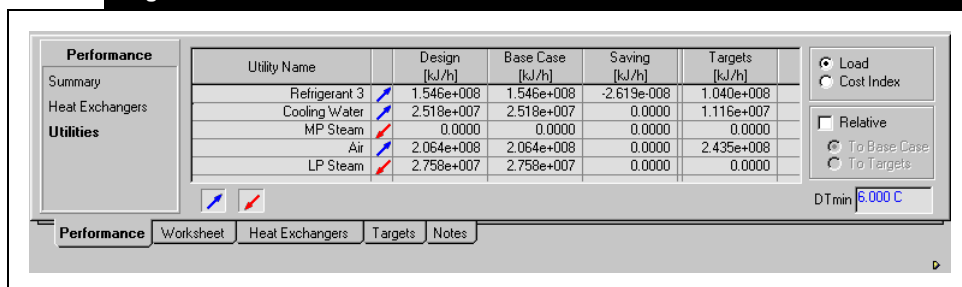 Performance
Summary
Heat Exchangers
Utilities
Utility Name Design [kJ/h] Base Case [kJ/h] Saving [kJ/h] Targets [kJ/h]
Refrigerant 3 1.546e+008 1.546e+008 -2.619e-008 1.040e+008
Cooling Water 2.518e+007 2.518e+007 0.0000 1.116e+007
MP Steam 0.0000 0.0000 0.0000 0.0000
Air 2.064e+008 2.064e+008 0.0000 2.435e+008
LP Steam 2.758e+007 2.758e+007 0.0000 0.0000
Load
Cost Index
Relative
To Base Case
To Targets
DTmin 6.000 C
Performance Worksheet Heat Exchangers Targets Notes